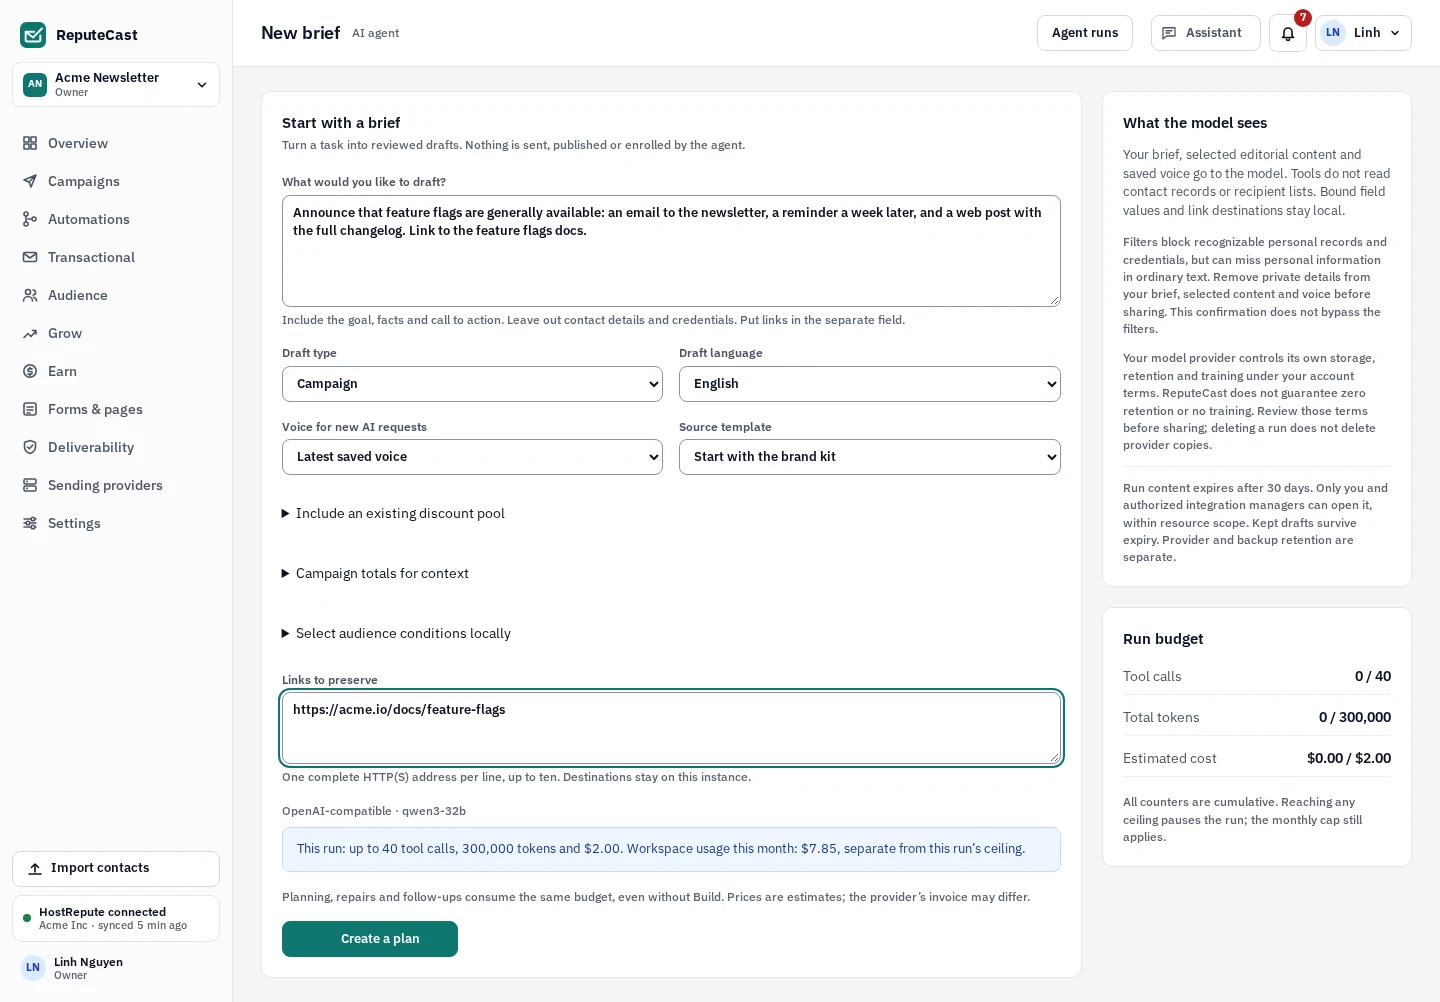 ReputeCast
AN
Acme Newsletter
Owner
Overview
Campaigns
Automations
Transactional
Audience
Grow
Earn
Forms & pages
Deliverability
Sending providers
Settings
Import contacts
HostRepute connected
Acme Inc · synced 5 min ago
LN
Linh Nguyen
Owner
New brief
AI agent
Agent runs
Assistant
7
LN
Linh
Start with a brief
Turn a task into reviewed drafts. Nothing is sent, published or enrolled by the agent.
What would you like to draft?
Announce that feature flags are generally available: an email to the newsletter, a reminder a week later, and a web post with
the full changelog. Link to the feature flags docs.
Include the goal, facts and call to action. Leave out contact details and credentials. Put links in the separate field.
Draft type
Draft language
Campaign
English
Voice for new AI requests
Source template
Latest saved voice
Start with the brand kit
Include an existing discount pool
Campaign totals for context
Select audience conditions locally
Links to preserve
https://acme.io/docs/feature-flags
One complete HTTP(S) address per line, up to ten. Destinations stay on this instance.
OpenAI-compatible · qwen3-32b
This run: up to 40 tool calls, 300,000 tokens and $2.00. Workspace usage this month: $7.85, separate from this run's ceiling.
Planning, repairs and follow-ups consume the same budget, even without Build. Prices are estimates; the provider's invoice may differ.
Create a plan
What the model sees
Your brief, selected editorial content and
saved voice go to the model. Tools do not read
contact records or recipient lists. Bound field
values and link destinations stay local.
Filters block recognizable personal records and
credentials, but can miss personal information
in ordinary text. Remove private details from
your brief, selected content and voice before
sharing. This confirmation does not bypass the
filters.
Your model provider controls its own storage,
retention and training under your account
terms. ReputeCast does not guarantee zero
retention or no training. Review those terms
before sharing; deleting a run does not delete
provider copies.
Run content expires after 30 days. Only you and
authorized integration managers can open it,
within resource scope. Kept drafts survive
expiry. Provider and backup retention are
separate.
Run budget
Tool calls
0 / 40
Total tokens
0 / 300,000
Estimated cost
$0.00 / $2.00
All counters are cumulative. Reaching any
ceiling pauses the run; the monthly cap still
applies.